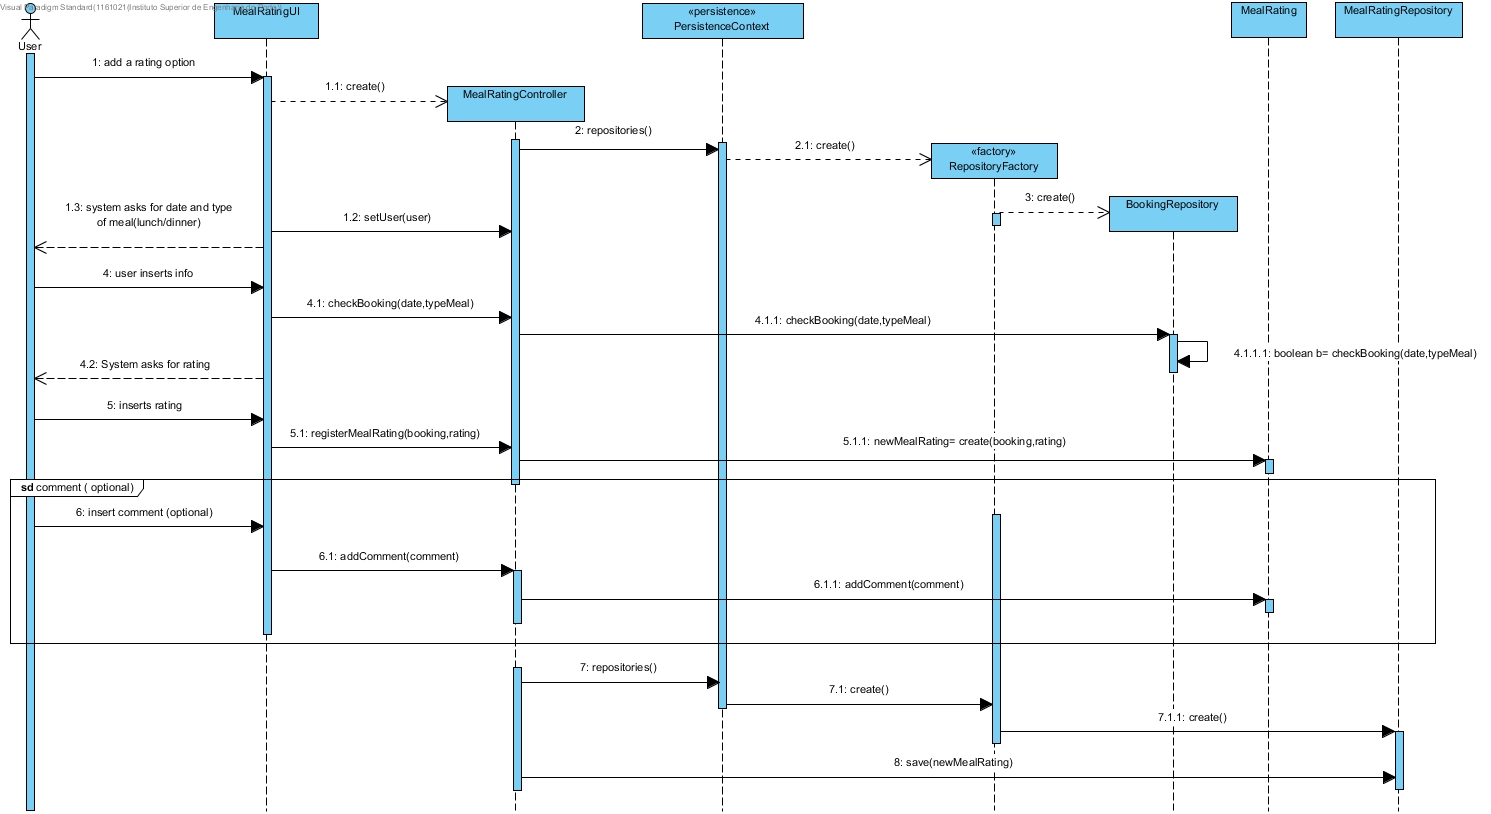 Visual Paradigm Standard(1161021(Instituto Superior de Engenharia
User
MealRatingUI
«persistence»
PersistenceContext
MealRating
MealRatingRepository
1: add a rating option
1.1: create()
MealRatingController
2: repositories()
2.1: create()
«factory»
RepositoryFactory
3: create()
BookingRepository
1.3: system asks for date and type
of meal(lunch/dinner)
1.2: setUser(user)
4: user inserts info
4.1: checkBooking(date,typeMeal)
4.1.1: checkBooking(date,typeMeal)
4.1.1.1: boolean b= checkBooking(date,typeMeal)
4.2: System asks for rating
5: inserts rating
5.1: registerMealRating(booking,rating)
5.1.1: newMealRating= create(booking,rating)
sd comment ( optional)
6: insert comment (optional)
6.1: addComment(comment)
6.1.1: addComment(comment)
7: repositories()
7.1: create()
7.1.1: create()
8: save(newMealRating)